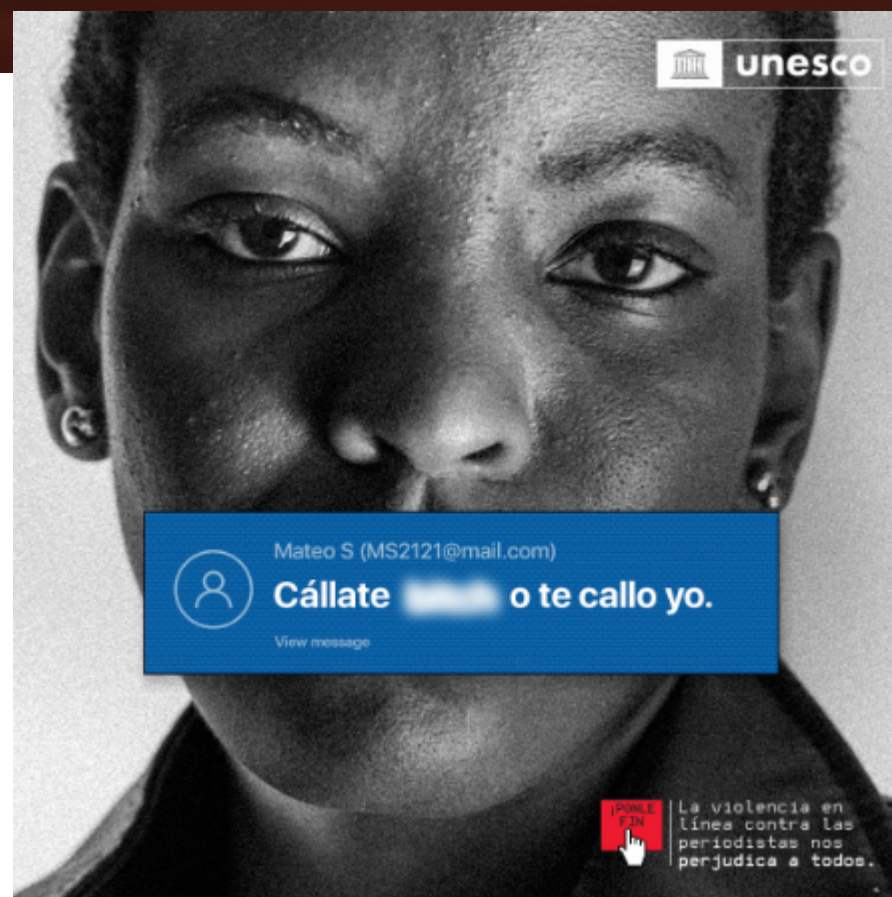 unesco
Mateo S (MS2121@mail.com)
Cállate o te callo yo.
View message
¡PONLE
FIN
La violencia en
línea contra las
periodistas nos
perjudica a todos.